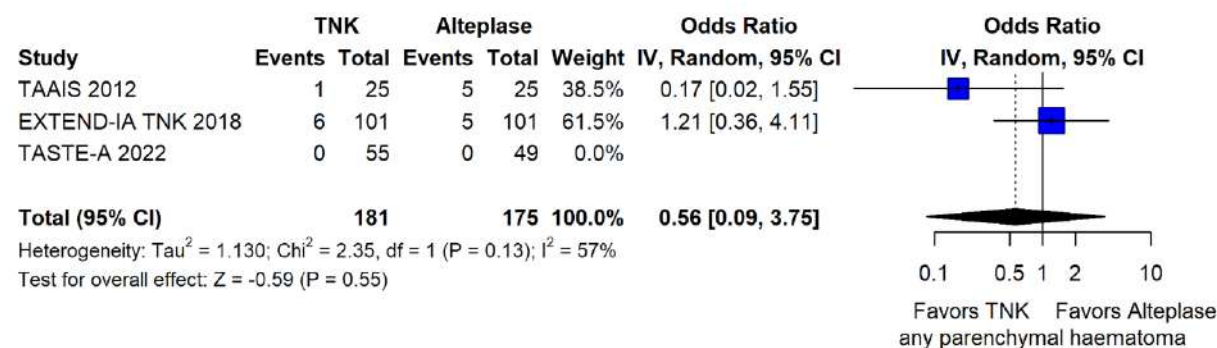 TNK Alteplase Odds Ratio Odds Ratio
Study Events Total Events Total Weight IV, Random, 95% CI IV, Random, 95% CI
TAAIS 2012 1 25 5 25 38.5% 0.17 [0.02, 1.55]
EXTEND-IA TNK 2018 6 101 5 101 61.5% 1.21 [0.36, 4.11]
TASTE-A 2022 0 55 0 49 0.0%
Total (95% CI) 181 175 100.0% 0.56 [0.09, 3.75]
Heterogeneity: Tau² = 1.130; Chi² = 2.35, df = 1 (P = 0.13); I² = 57%
Test for overall effect: Z = -0.59 (P = 0.55)
0.1 0.5 1 2 10
Favors TNK Favors Alteplase
any parenchymal haematoma